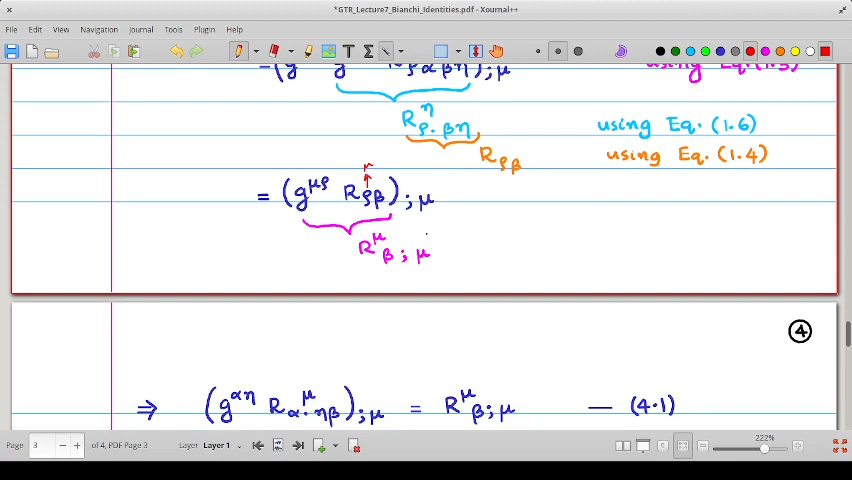 *GTR_Lecture7_Bianchi_Identities.pdf - Xournal++
File Edit View Navigation Journal Tools Plugin Help
R_ρ^η._βη using Eq. (1.6)
R_ρβ using Eq. (1.4)
μ
= (g^μρ R_ρβ)_;μ
R^μ_β;μ
④
⇒ (g^αη R_α·^μ_ηβ)_;μ = R^μ_β;μ — (4.1)
Page 3 of 4, PDF Page 3 Layer Layer 1 222%